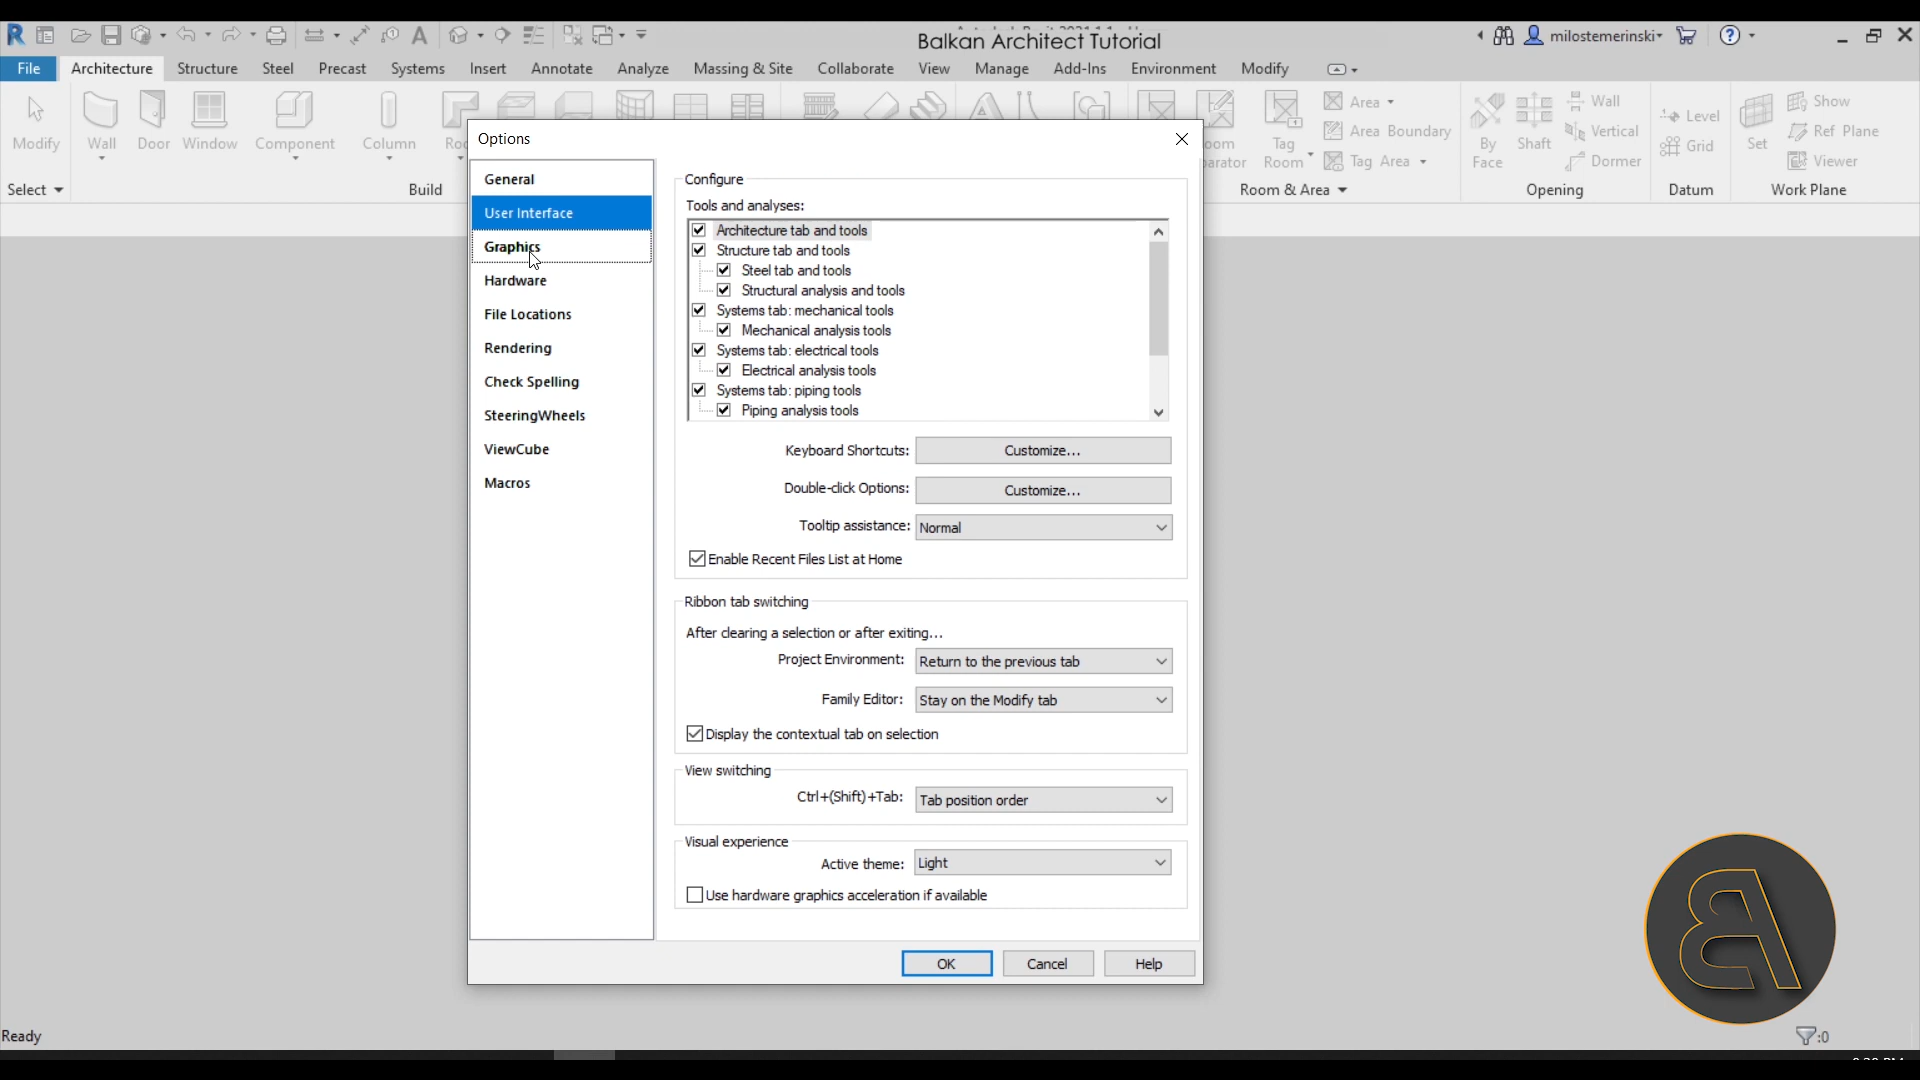 Balkan Architect Tutorial
milostemerinski
File Architecture Structure Steel Precast Systems Insert Annotate Analyze Massing & Site Collaborate View Manage Add-Ins Environment Modify
Modify Wall Door Window Component Column
Select Build
Tag Room
Area
Area Boundary
Tag Area
Room & Area
By Face
Shaft
Wall
Vertical
Dormer
Opening
Level
Grid
Datum
Set
Show
Ref Plane
Viewer
Work Plane
Options
General
User Interface
Graphics
Hardware
File Locations
Rendering
Check Spelling
SteeringWheels
ViewCube
Macros
Configure
Tools and analyses:
Architecture tab and tools
Structure tab and tools
Steel tab and tools
Structural analysis and tools
Systems tab: mechanical tools
Mechanical analysis tools
Systems tab: electrical tools
Electrical analysis tools
Systems tab: piping tools
Piping analysis tools
Keyboard Shortcuts: Customize...
Double-click Options: Customize...
Tooltip assistance: Normal
Enable Recent Files List at Home
Ribbon tab switching
After clearing a selection or after exiting...
Project Environment: Return to the previous tab
Family Editor: Stay on the Modify tab
Display the contextual tab on selection
View switching
Ctrl+(Shift)+Tab: Tab position order
Visual experience
Active theme: Light
Use hardware graphics acceleration if available
OK Cancel Help
Ready
:0